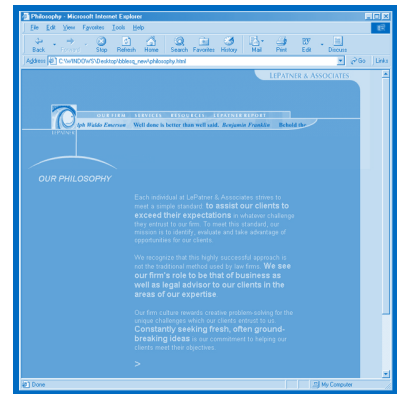 Philosophy - Microsoft Internet Explorer
File Edit View Favorites Tools Help
Back Forward Stop Refresh Home Search Favorites History Mail Print Edit Discuss
Address C:\WINDOWS\Desktop\bblesq_new\philosophy.html Go Links
LEPATNER & ASSOCIATES
OUR FIRM SERVICES RESOURCES LEPATNER REPORT
lph Waldo Emerson Well done is better than well said. Benjamin Franklin Behold the
LEPATNER
OUR PHILOSOPHY
Each individual at LePatner & Associates strives to
meet a simple standard: to assist our clients to
exceed their expectations in whatever challenge
they entrust to our firm. To meet this standard, our
mission is to identify, evaluate and take advantage of
opportunities for our clients.
We recognize that this highly successful approach is
not the traditional method used by law firms. We see
our firm's role to be that of business as
well as legal advisor to our clients in the
areas of our expertise.
Our firm culture rewards creative problem-solving for the
unique challenges which our clients entrust to us.
Constantly seeking fresh, often ground-
breaking ideas is our commitment to helping our
clients meet their objectives.
>
Done My Computer